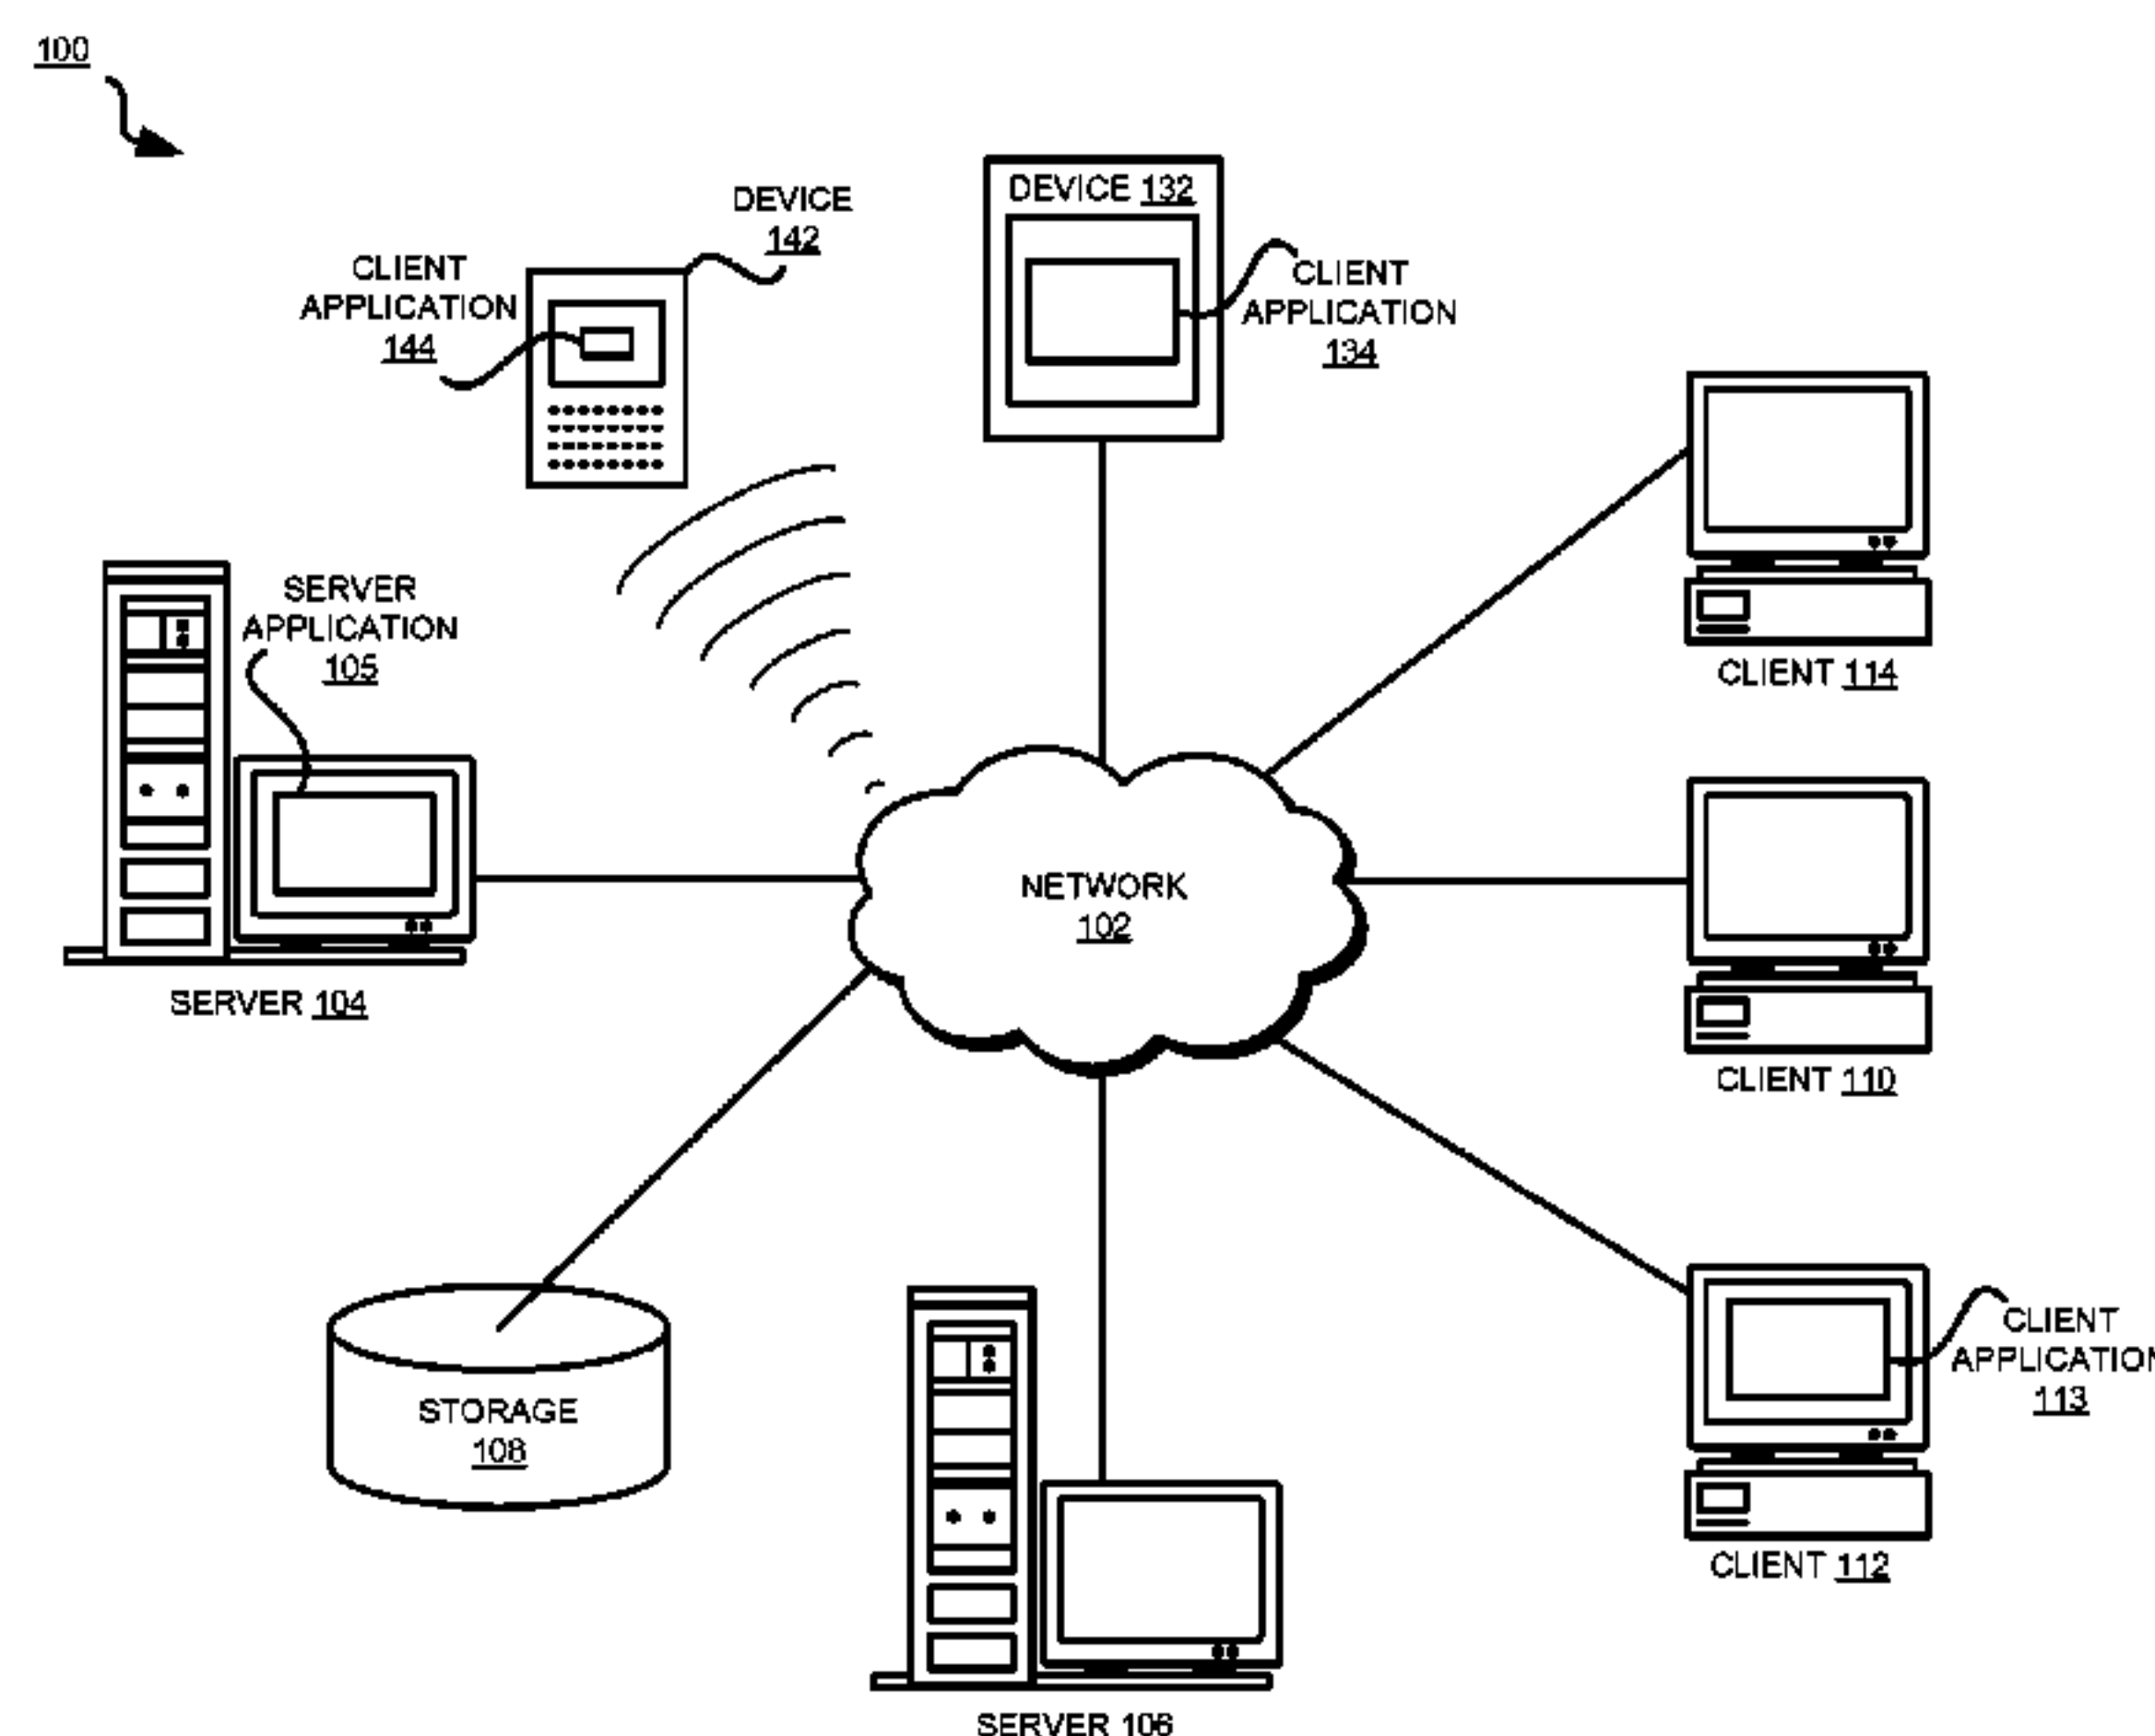 100
DEVICE
142
DEVICE 132
CLIENT
APPLICATION
144
CLIENT
APPLICATION
134
SERVER
APPLICATION
105
CLIENT 114
NETWORK
102
SERVER 104
CLIENT 110
STORAGE
108
CLIENT
APPLICATION
113
CLIENT 112
SERVER 106